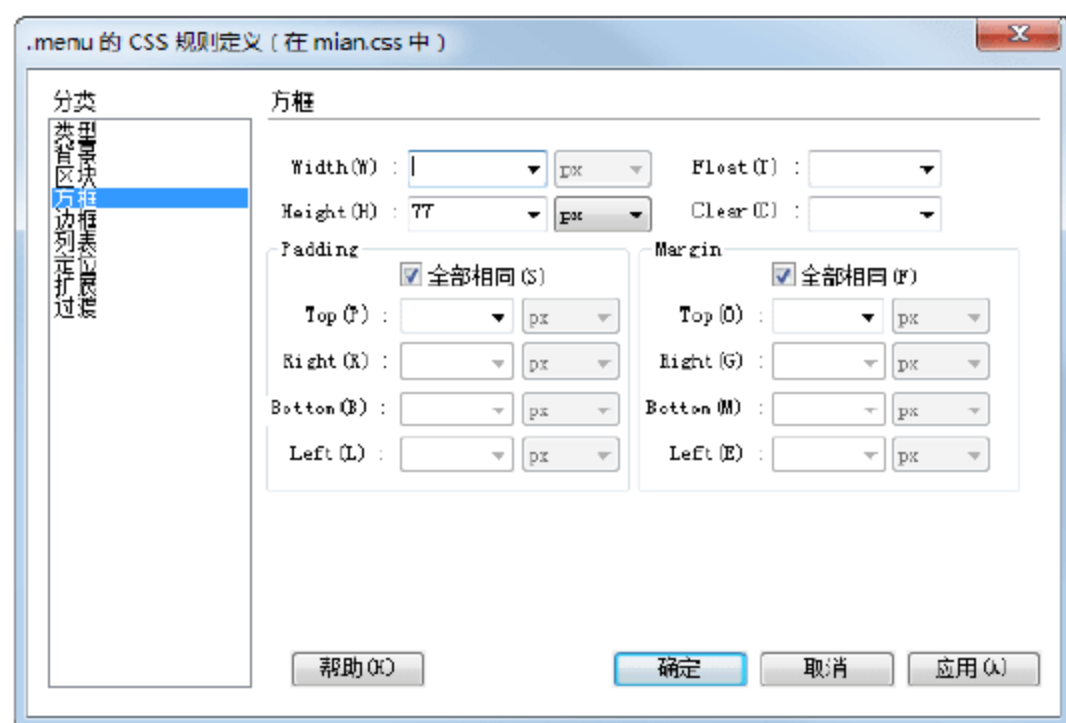 .menu 的 CSS 规则定义 ( 在 mian.css 中 )
分类
类型
背景
区块
方框
边框
列表
定位
扩展
过渡
方框
Width(W) : px Float(T) :
Height(H) : 77 px Clear(C) :
Padding
全部相同(S)
Top(P) : px
Right(R) : px
Bottom(B) : px
Left(L) : px
Margin
全部相同(F)
Top(O) : px
Right(G) : px
Bottom(M) : px
Left(E) : px
帮助(H) 确定 取消 应用(A)